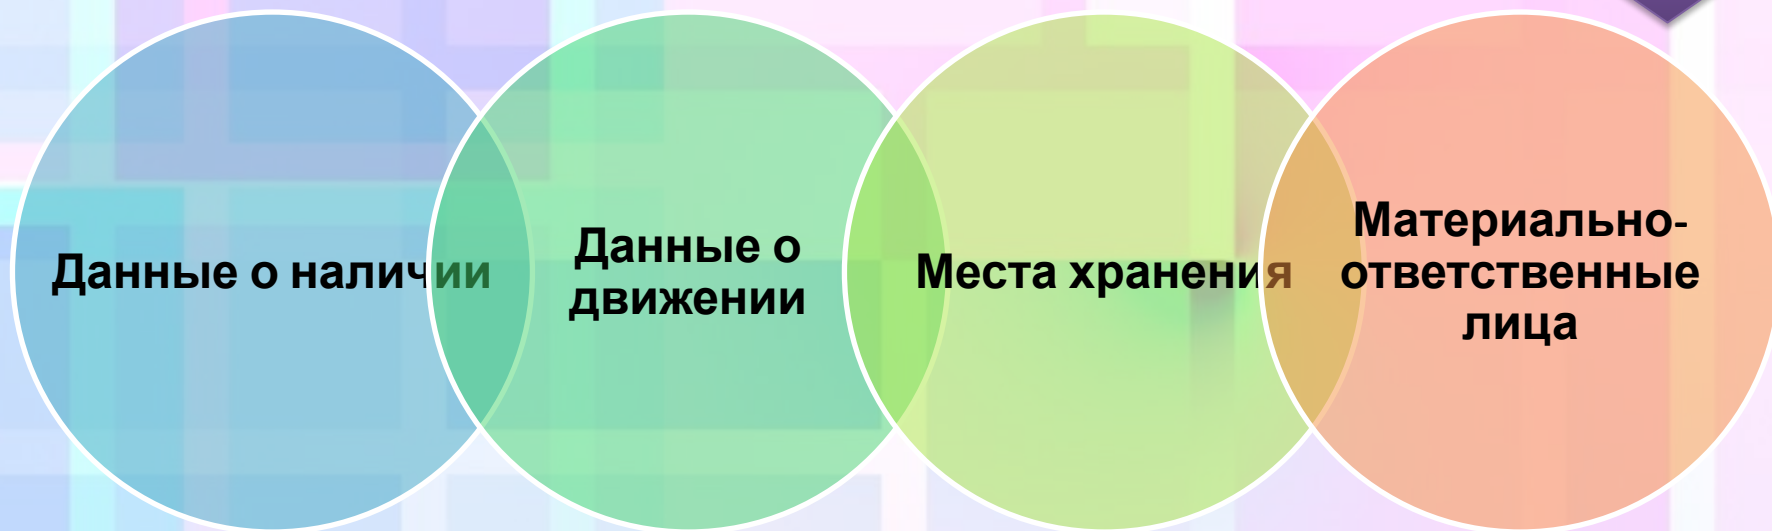 Данные о наличии
Данные о
движении
Места хранения
Материально-
ответственные
лица